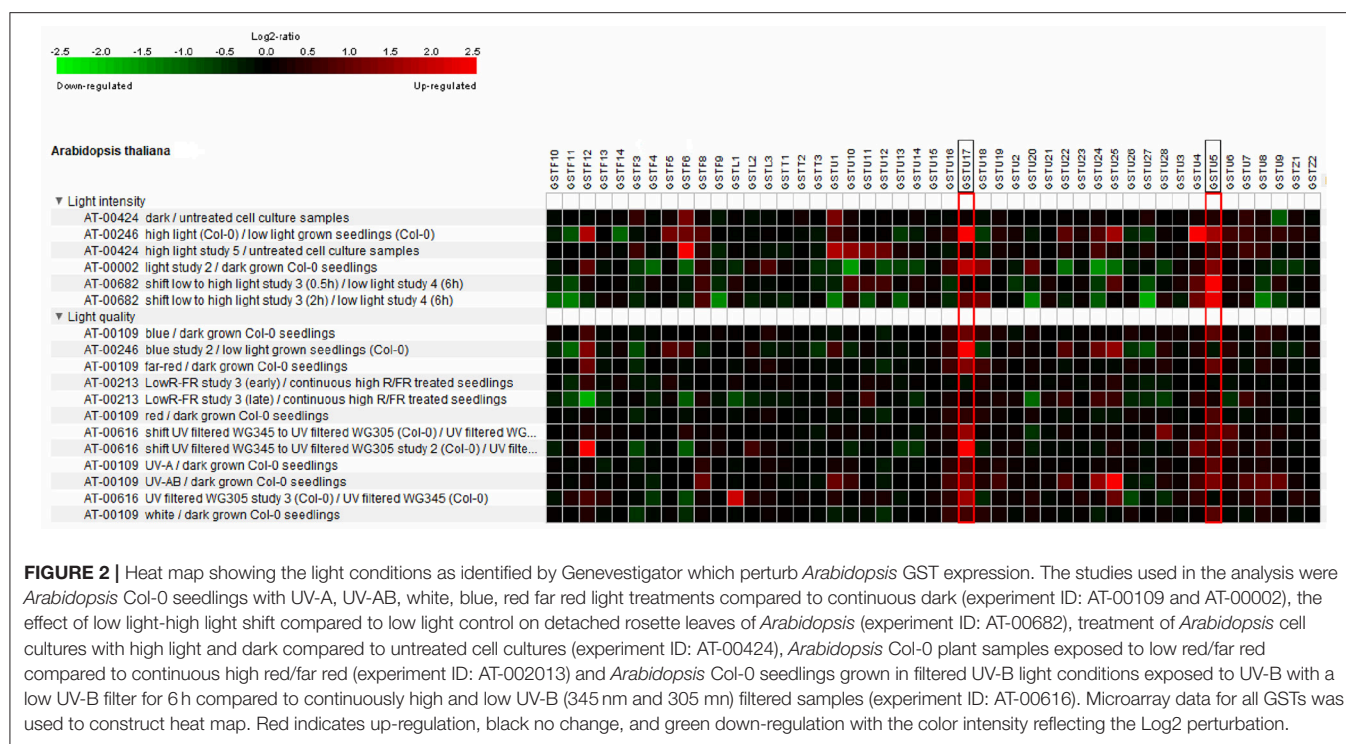 Log2-ratio
-2.5 -2.0 -1.5 -1.0 -0.5 0.0 0.5 1.0 1.5 2.0 2.5
Down-regulated Up-regulated
Arabidopsis thaliana
GSTF10 GSTF11 GSTF12 GSTF13 GSTF14 GSTF3 GSTF4 GSTF5 GSTF6 GSTF8 GSTF9 GSTL1 GSTL2 GSTL3 GSTT1 GSTT2 GSTT3 GSTU1 GSTU10 GSTU11 GSTU12 GSTU13 GSTU14 GSTU15 GSTU16 GSTU17 GSTU18 GSTU19 GSTU2 GSTU20 GSTU21 GSTU22 GSTU23 GSTU24 GSTU25 GSTU26 GSTU27 GSTU28 GSTU3 GSTU4 GSTU5 GSTU6 GSTU7 GSTU8 GSTU9 GSTZ1 GSTZ2
▼ Light intensity
AT-00424 dark / untreated cell culture samples
AT-00246 high light (Col-0) / low light grown seedlings (Col-0)
AT-00424 high light study 5 / untreated cell culture samples
AT-00002 light study 2 / dark grown Col-0 seedlings
AT-00682 shift low to high light study 3 (0.5h) / low light study 4 (6h)
AT-00682 shift low to high light study 3 (2h) / low light study 4 (6h)
▼ Light quality
AT-00109 blue / dark grown Col-0 seedlings
AT-00246 blue study 2 / low light grown seedlings (Col-0)
AT-00109 far-red / dark grown Col-0 seedlings
AT-00213 LowR-FR study 3 (early) / continuous high R/FR treated seedlings
AT-00213 LowR-FR study 3 (late) / continuous high R/FR treated seedlings
AT-00109 red / dark grown Col-0 seedlings
AT-00616 shift UV filtered WG345 to UV filtered WG305 (Col-0) / UV filtered WG...
AT-00616 shift UV filtered WG345 to UV filtered WG305 study 2 (Col-0) / UV filte...
AT-00109 UV-A / dark grown Col-0 seedlings
AT-00109 UV-AB / dark grown Col-0 seedlings
AT-00616 UV filtered WG305 study 3 (Col-0) / UV filtered WG345 (Col-0)
AT-00109 white / dark grown Col-0 seedlings
FIGURE 2 | Heat map showing the light conditions as identified by Genevestigator which perturb Arabidopsis GST expression. The studies used in the analysis were
Arabidopsis Col-0 seedlings with UV-A, UV-AB, white, blue, red far red light treatments compared to continuous dark (experiment ID: AT-00109 and AT-00002), the
effect of low light-high light shift compared to low light control on detached rosette leaves of Arabidopsis (experiment ID: AT-00682), treatment of Arabidopsis cell
cultures with high light and dark compared to untreated cell cultures (experiment ID: AT-00424), Arabidopsis Col-0 plant samples exposed to low red/far red
compared to continuous high red/far red (experiment ID: AT-002013) and Arabidopsis Col-0 seedlings grown in filtered UV-B light conditions exposed to UV-B with a
low UV-B filter for 6 h compared to continuously high and low UV-B (345 nm and 305 mn) filtered samples (experiment ID: AT-00616). Microarray data for all GSTs was
used to construct heat map. Red indicates up-regulation, black no change, and green down-regulation with the color intensity reflecting the Log2 perturbation.